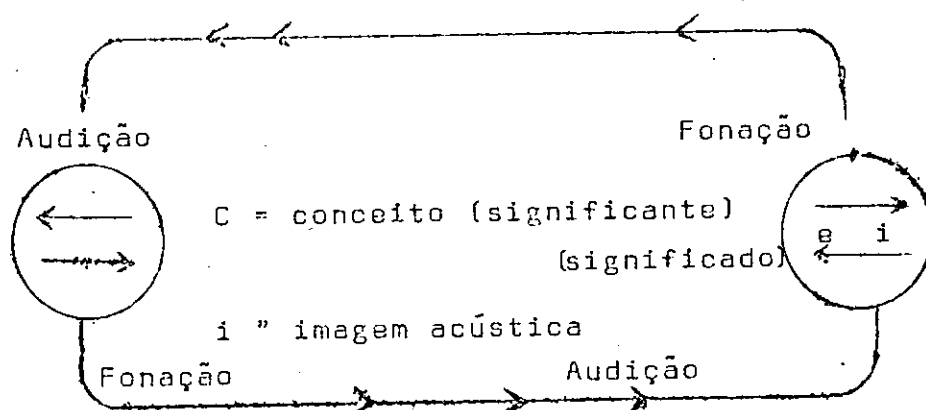 Audição Fonação
C = conceito (significante)
(significado)
e i
i " imagem acústica
Fonação Audição